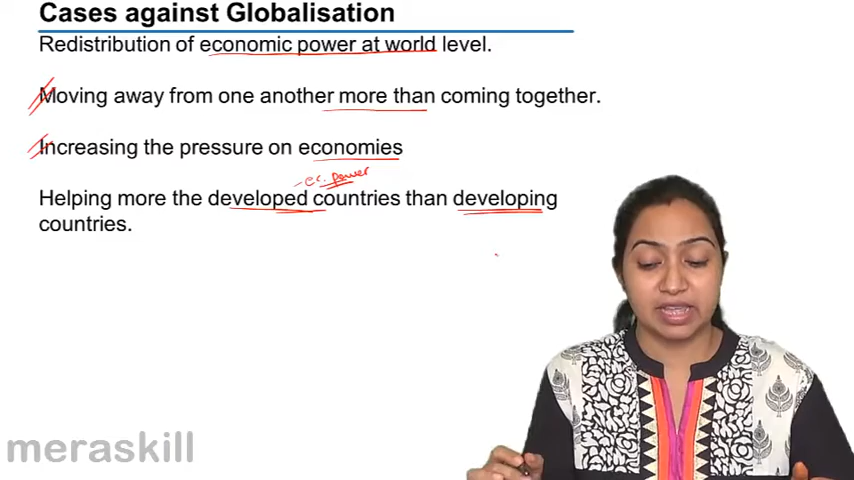 Cases against Globalisation
Redistribution of economic power at world level.
Moving away from one another more than coming together.
Increasing the pressure on economies
-ec. power
Helping more the developed countries than developing
countries.
meraskill